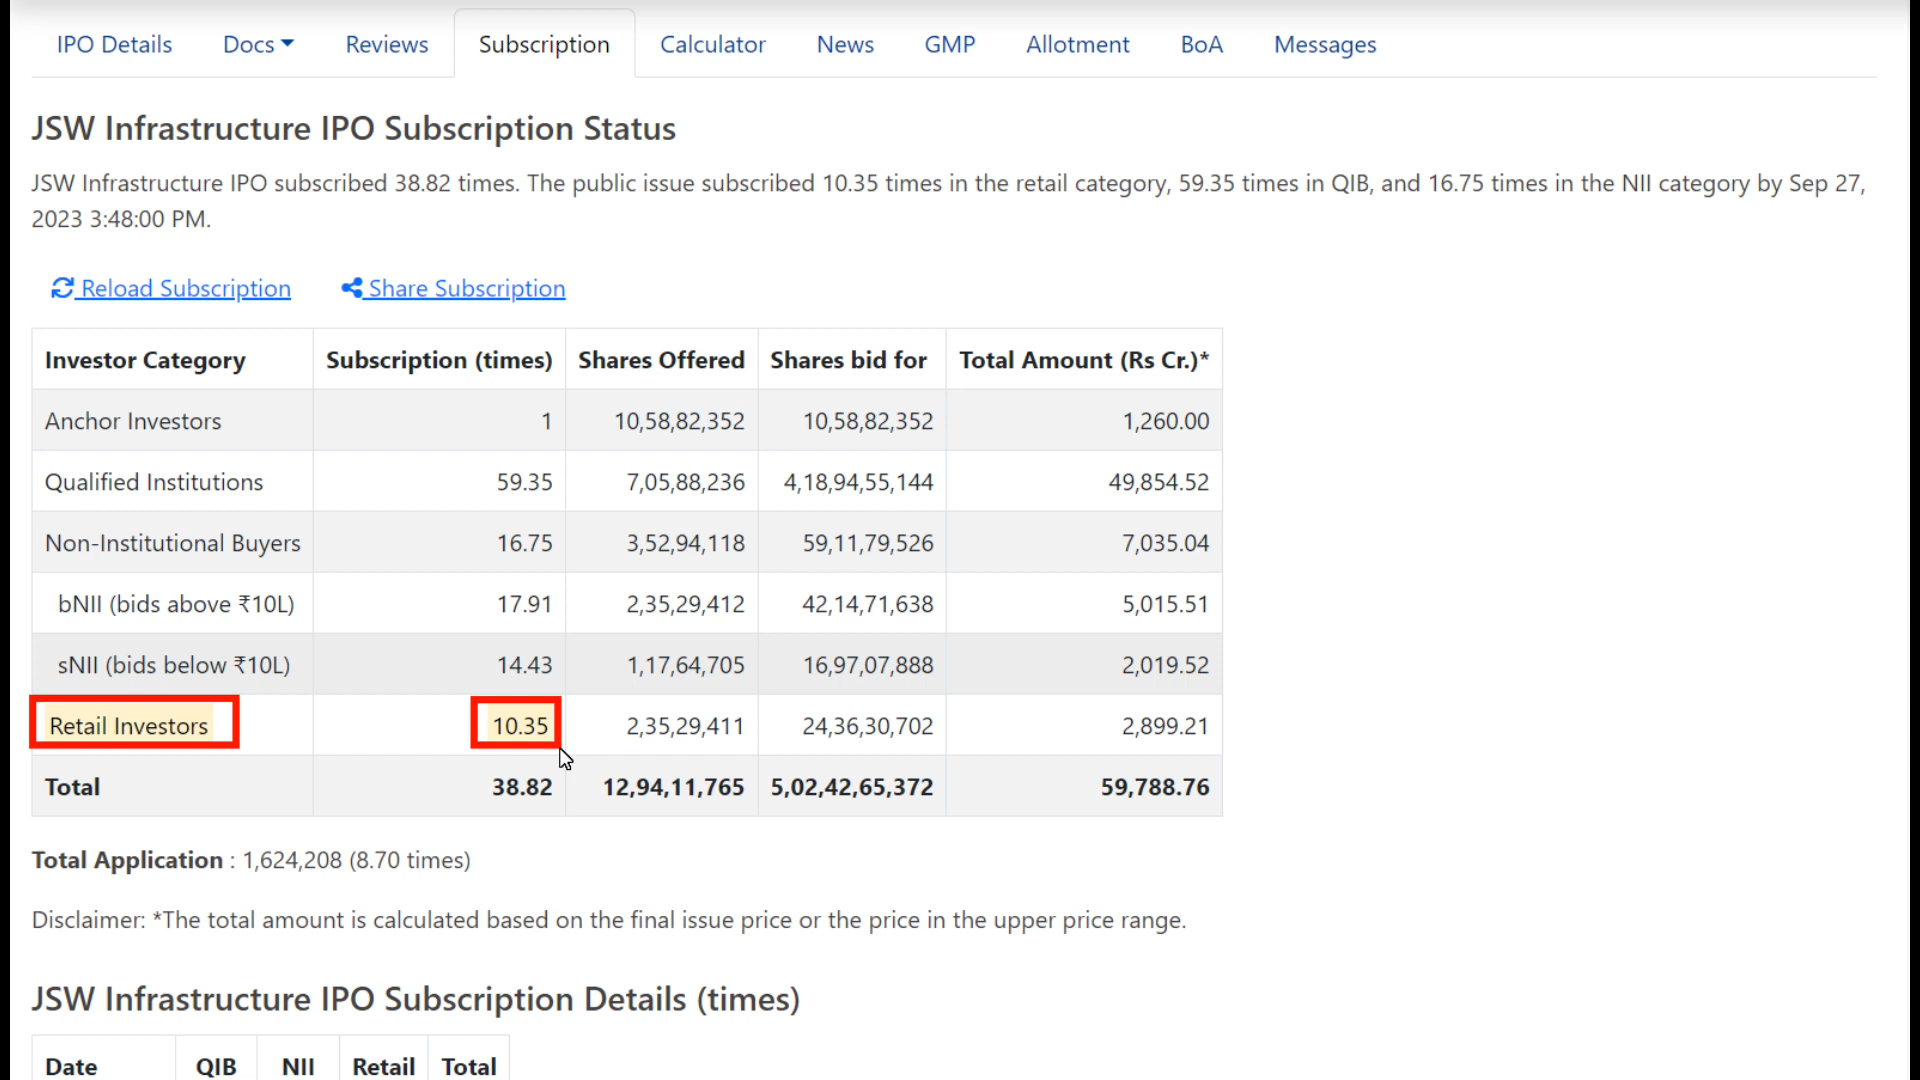 IPO Details Docs Reviews Subscription Calculator News GMP Allotment BoA Messages
JSW Infrastructure IPO Subscription Status
JSW Infrastructure IPO subscribed 38.82 times. The public issue subscribed 10.35 times in the retail category, 59.35 times in QIB, and 16.75 times in the NII category by Sep 27,
2023 3:48:00 PM.
Reload Subscription Share Subscription
Investor Category Subscription (times) Shares Offered Shares bid for Total Amount (Rs Cr.)*
Anchor Investors 1 10,58,82,352 10,58,82,352 1,260.00
Qualified Institutions 59.35 7,05,88,236 4,18,94,55,144 49,854.52
Non-Institutional Buyers 16.75 3,52,94,118 59,11,79,526 7,035.04
bNII (bids above ₹10L) 17.91 2,35,29,412 42,14,71,638 5,015.51
sNII (bids below ₹10L) 14.43 1,17,64,705 16,97,07,888 2,019.52
Retail Investors 10.35 2,35,29,411 24,36,30,702 2,899.21
Total 38.82 12,94,11,765 5,02,42,65,372 59,788.76
Total Application : 1,624,208 (8.70 times)
Disclaimer: *The total amount is calculated based on the final issue price or the price in the upper price range.
JSW Infrastructure IPO Subscription Details (times)
Date QIB NII Retail Total